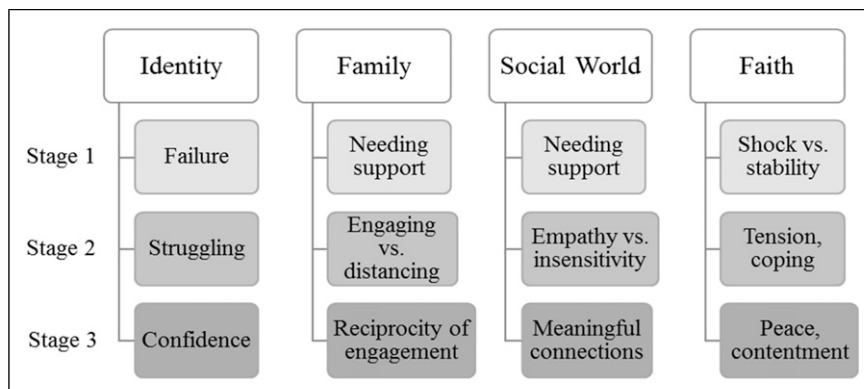 Identity
Family
Social World
Faith
Stage 1
Failure
Needing
support
Needing
support
Shock vs.
stability
Stage 2
Struggling
Engaging
vs.
distancing
Empathy vs.
insensitivity
Tension,
coping
Stage 3
Confidence
Reciprocity of
engagement
Meaningful
connections
Peace,
contentment